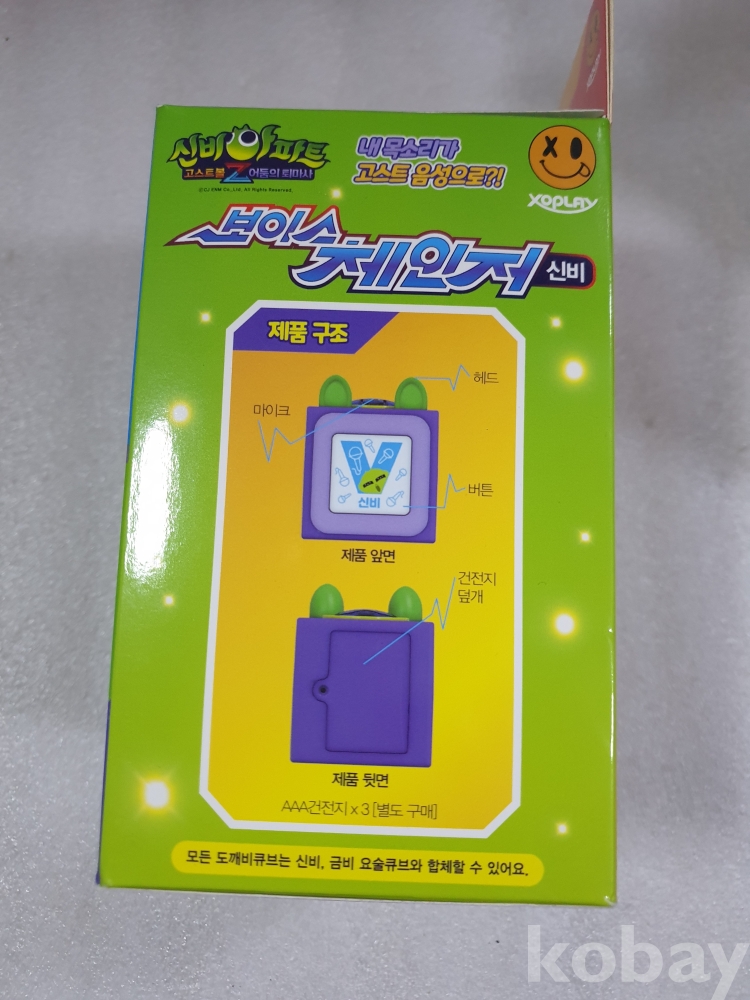 신비아파트
고스트볼 Z 어둠의 퇴마사
ⓒCJ ENM Co., Ltd. All Rights Reserved.
내 목소리가
고스트 음성으로?!
XOPLAY
보이스 체인저 신비
제품 구조
헤드
마이크
버튼
신비
제품 앞면
건전지
덮개
제품 뒷면
AAA건전지 x 3 [별도 구매]
모든 도깨비큐브는 신비, 금비 요술큐브와 합체할 수 있어요.
kobay